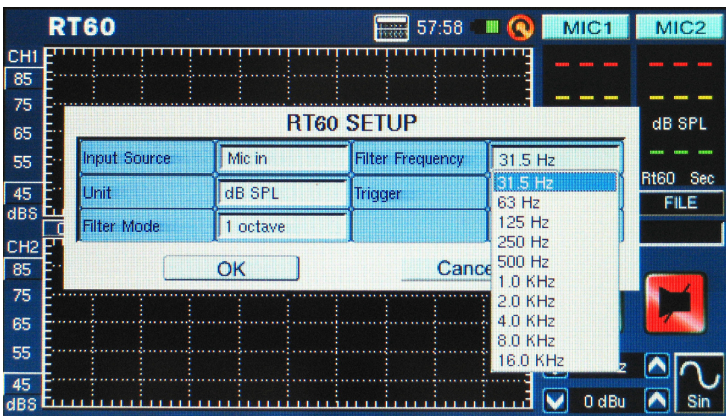 RT60
57:58
MIC1
MIC2
CH1
85
75
65
55
45
dBS
CH2
85
75
65
55
45
dBS
RT60 SETUP
Input Source
Mic in
Filter Frequency
31.5 Hz
Unit
dB SPL
Trigger
Filter Mode
1 octave
OK
Cance
31.5 Hz
63 Hz
125 Hz
250 Hz
500 Hz
1.0 KHz
2.0 KHz
4.0 KHz
8.0 KHz
16.0 KHz
dB SPL
Rt60 Sec
FILE
z
0 dBu
Sin